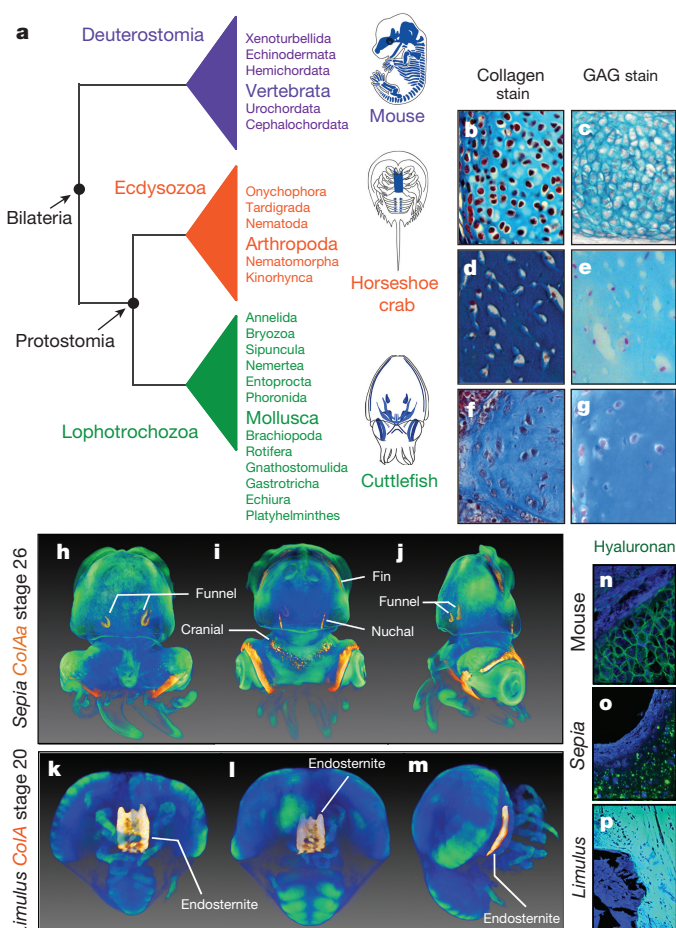 a
Deuterostomia
Xenoturbellida
Echinodermata
Hemichordata
Vertebrata
Urochordata
Cephalochordata
Mouse
Bilateria
Ecdysozoa
Onychophora
Tardigrada
Nematoda
Arthropoda
Nematomorpha
Kinorhynca
Horseshoe
crab
Protostomia
Lophotrochozoa
Annelida
Bryozoa
Sipuncula
Nemertea
Entoprocta
Phoronida
Mollusca
Brachiopoda
Rotifera
Gnathostomulida
Gastrotricha
Echiura
Platyhelminthes
Cuttlefish
Collagen
stain
GAG stain
b
c
d
e
f
g
Sepia ColAa stage 26
h
Funnel
i
Fin
Cranial
Nuchal
j
Funnel
Limulus ColA stage 20
k
Endosternite
l
Endosternite
m
Endosternite
Hyaluronan
Mouse
n
Sepia
o
Limulus
p